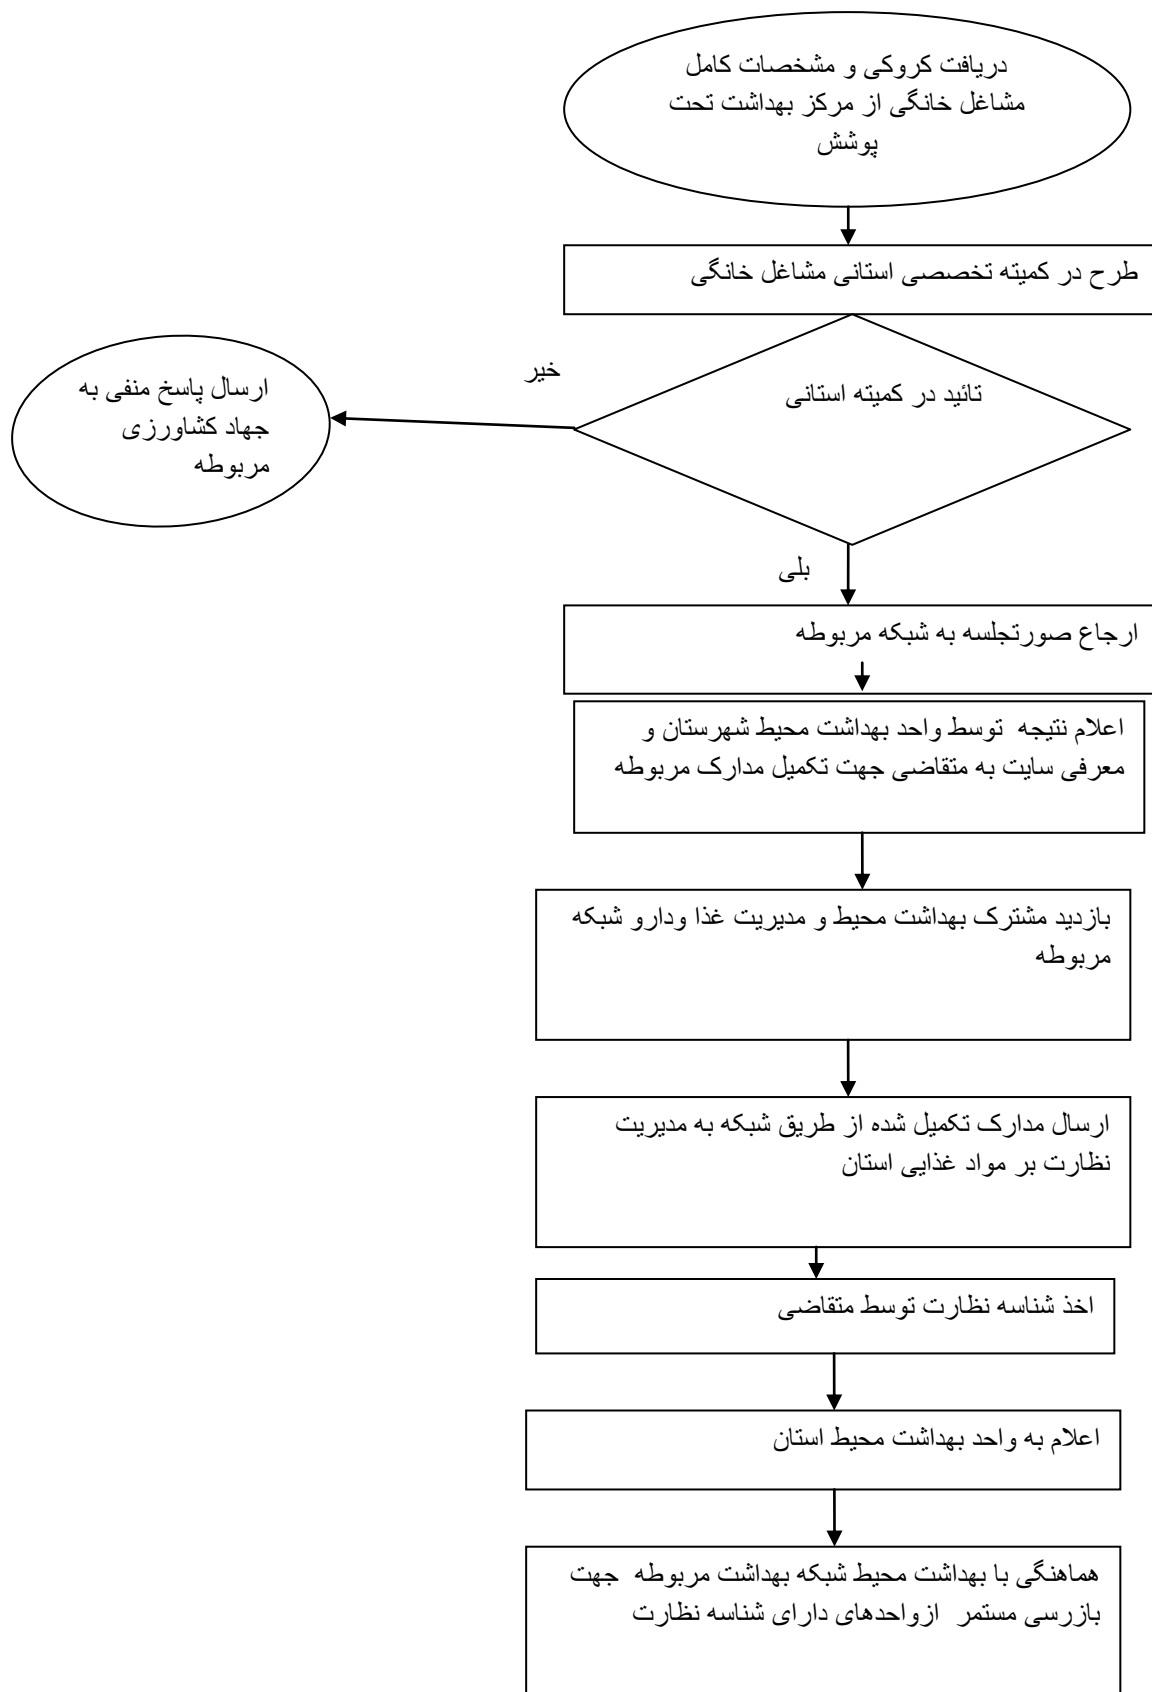 دریافت کروکی و مشخصات کامل
مشاغل خانگی از مرکز بهداشت تحت
پوشش
طرح در کمیته تخصصی استانی مشاغل خانگی
تائید در کمیته استانی
خیر
ارسال پاسخ منفی به
جهاد کشاورزی
مربوطه
بلی
ارجاع صورتجلسه به شبکه مربوطه
اعلام نتیجه  توسط واحد بهداشت محیط شهرستان و
معرفی سایت به متقاضی جهت تکمیل مدارک مربوطه
بازدید مشترک بهداشت محیط و مدیریت غذا ودارو شبکه
مربوطه
ارسال مدارک تکمیل شده از طریق شبکه به مدیریت
نظارت بر مواد غذایی استان
اخذ شناسه نظارت توسط متقاضی
اعلام به واحد بهداشت محیط استان
هماهنگی با بهداشت محیط شبکه بهداشت مربوطه  جهت
بازرسی مستمر  ازواحدهای دارای شناسه نظارت